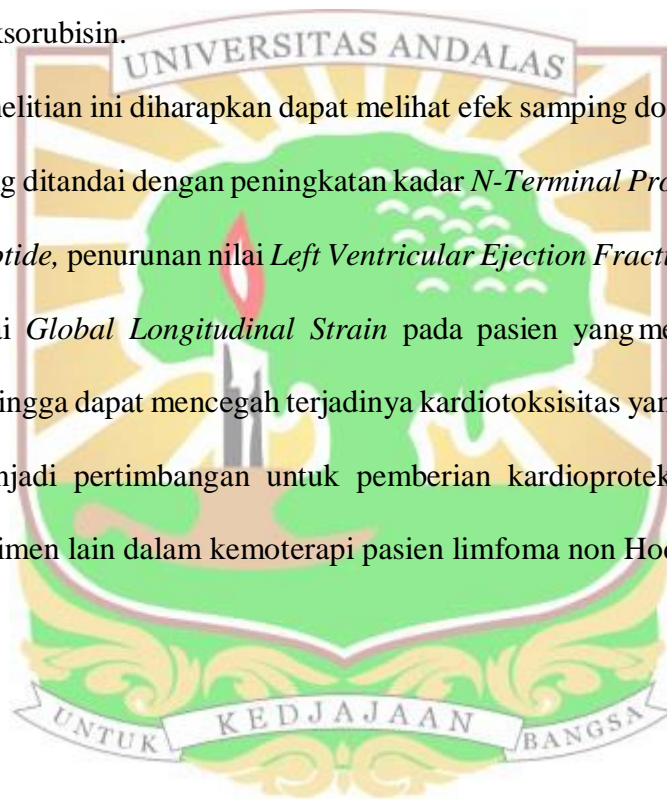 ksorubisin.
UNIVERSITAS ANDALAS
nelitian ini diharapkan dapat melihat efek samping do
g ditandai dengan peningkatan kadar N-Terminal Pro
ptide, penurunan nilai Left Ventricular Ejection Fracti
ai Global Longitudinal Strain pada pasien yang me
ingga dapat mencegah terjadinya kardiotoksisitas yan
njadi pertimbangan untuk pemberian kardioprotek
imen lain dalam kemoterapi pasien limfoma non Hoo
UNTUK KEDJAJAAN BANGSA